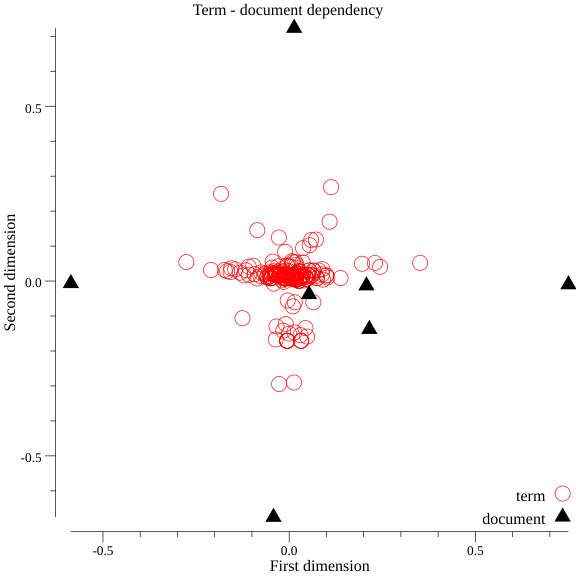 Term - document dependency
0.5
0.0
-0.5
Second dimension
term
document
-0.5
0.0
0.5
First dimension